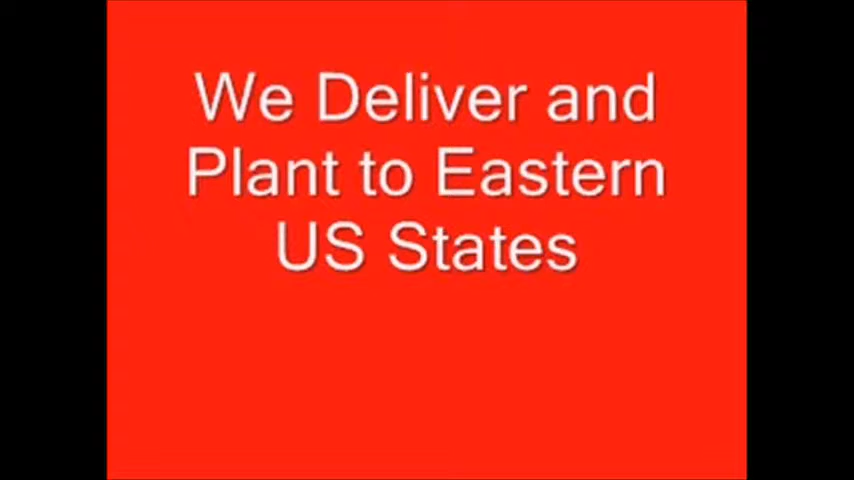 We Deliver and
Plant to Eastern
US States